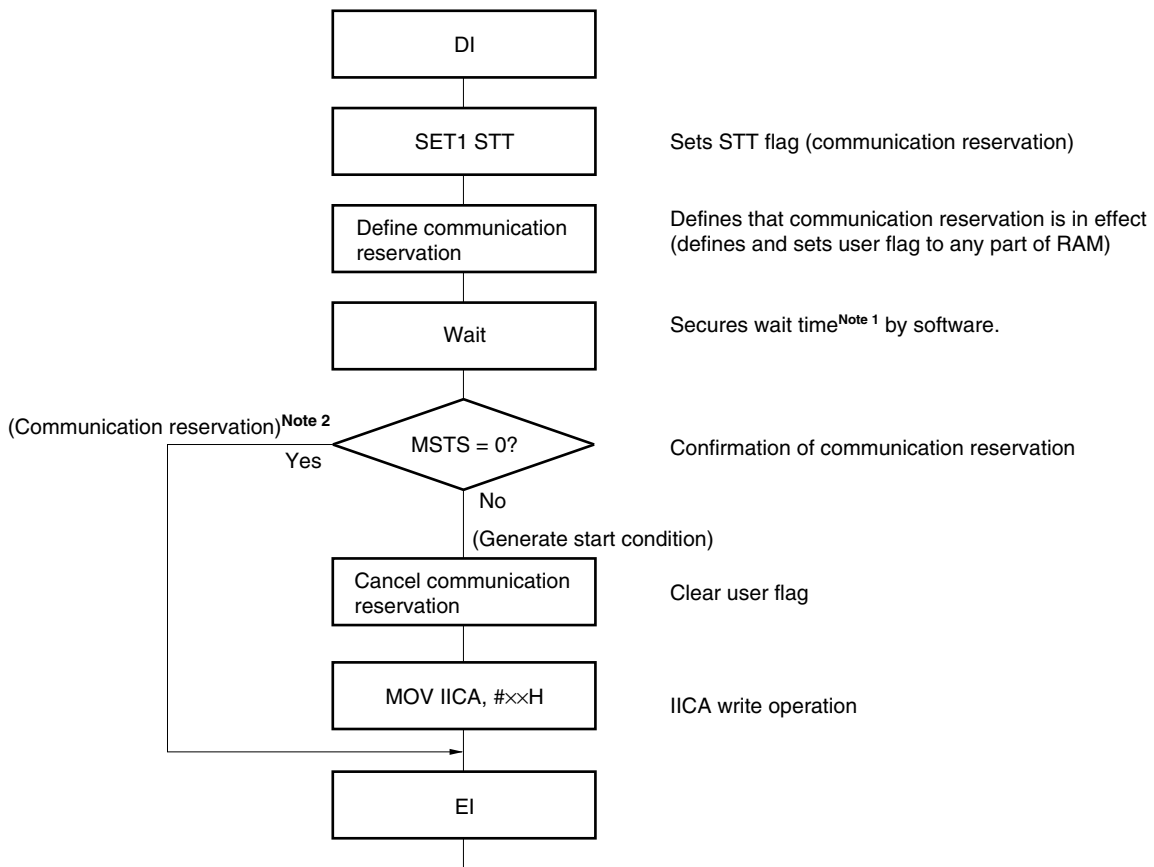 DI
SET1 STT
Sets STT flag (communication reservation)
Define communication
reservation
Defines that communication reservation is in effect
(defines and sets user flag to any part of RAM)
Wait
Secures wait timeNote 1 by software.
(Communication reservation)Note 2
MSTS = 0?
Confirmation of communication reservation
Yes
No
(Generate start condition)
Cancel communication
reservation
Clear user flag
MOV IICA, #××H
IICA write operation
EI